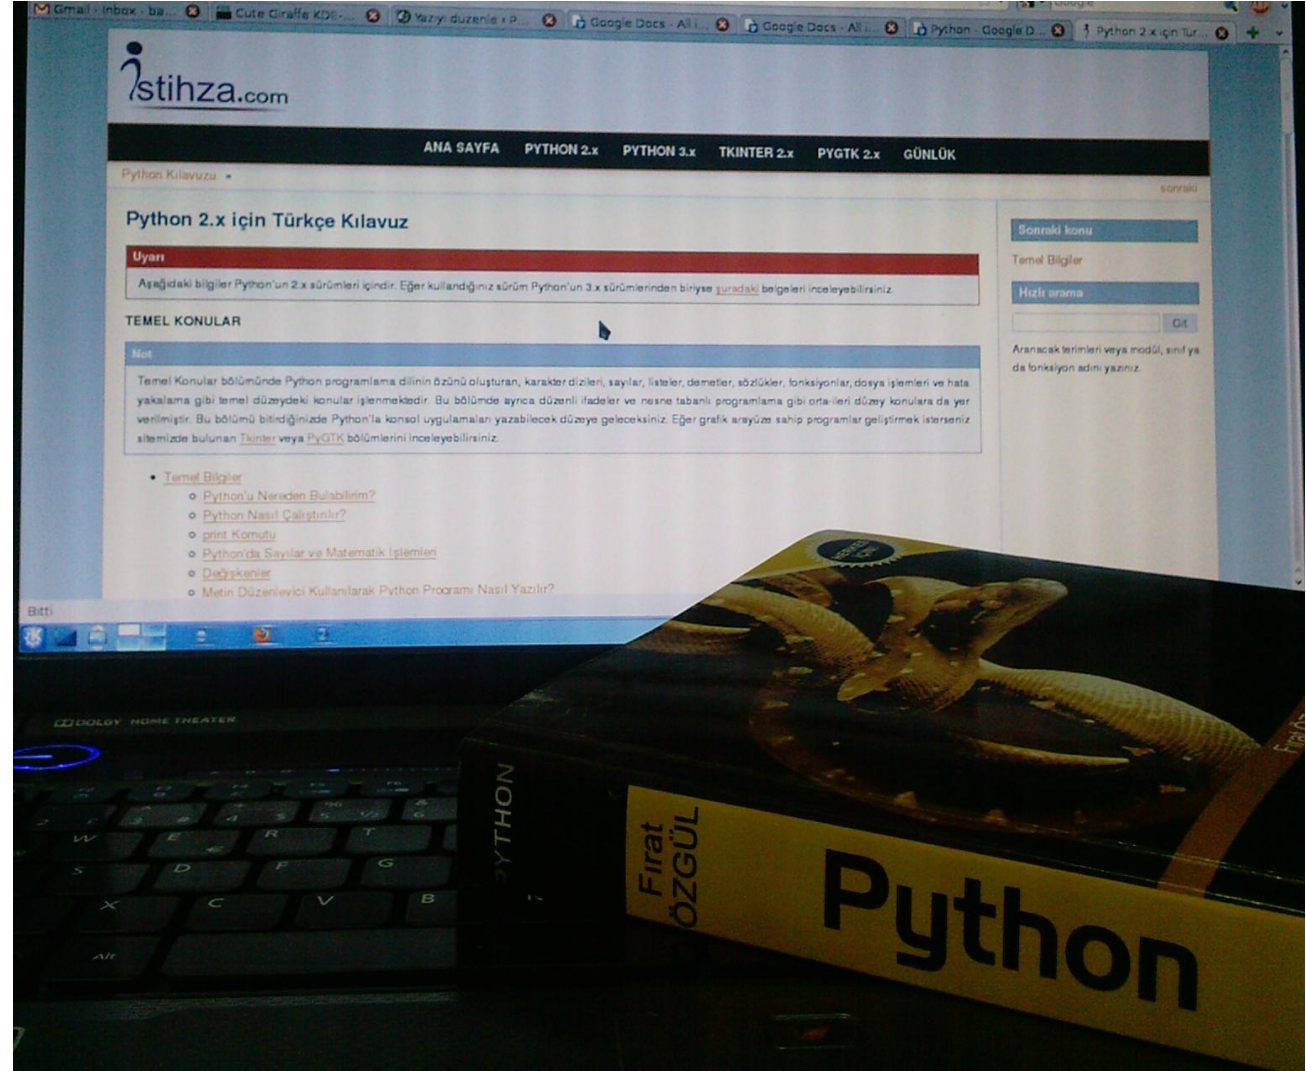 Gmail - Inbox - ba...
Cute Giraffe KDE-...
Yazıyı düzenle ‹ P...
Google Docs - All i...
Google Docs - All i...
Python - Google D...
Python 2.x için Tür...
Google
istihza.com
ANA SAYFA PYTHON 2.x PYTHON 3.x TKINTER 2.x PYGTK 2.x GÜNLÜK
Python Kılavuzu »
sonraki
Python 2.x için Türkçe Kılavuz
Uyarı
Aşağıdaki bilgiler Python'un 2.x sürümleri içindir. Eğer kullandığınız sürüm Python'un 3.x sürümlerinden biriyse şuradaki belgeleri inceleyebilirsiniz.
TEMEL KONULAR
Not
Temel Konular bölümünde Python programlama dilinin özünü oluşturan, karakter dizileri, sayılar, listeler, demetler, sözlükler, fonksiyonlar, dosya işlemleri ve hata
yakalama gibi temel düzeydeki konular işlenmektedir. Bu bölümde ayrıca düzenli ifadeler ve nesne tabanlı programlama gibi orta-ileri düzey konulara da yer
verilmiştir. Bu bölümü bitirdiğinizde Python'la konsol uygulamaları yazabilecek düzeye geleceksiniz. Eğer grafik arayüze sahip programlar geliştirmek isterseniz
sitemizde bulunan Tkinter veya PyGTK bölümlerini inceleyebilirsiniz.
Temel Bilgiler
Python'u Nereden Bulabilirim?
Python Nasıl Çalıştırılır?
print Komutu
Python'da Sayılar ve Matematik İşlemleri
Değişkenler
Metin Düzenleyici Kullanılarak Python Programı Nasıl Yazılır?
Sonraki konu
Temel Bilgiler
Hızlı arama
Git
Aranacak terimleri veya modül, sınıf ya
da fonksiyon adını yazınız.
Bitti
DOLBY HOME THEATER
W E R T
S D F G
X C V B
Alt
HERKES
İÇİN!
PYTHON
7
Fırat
ÖZGÜL
Python